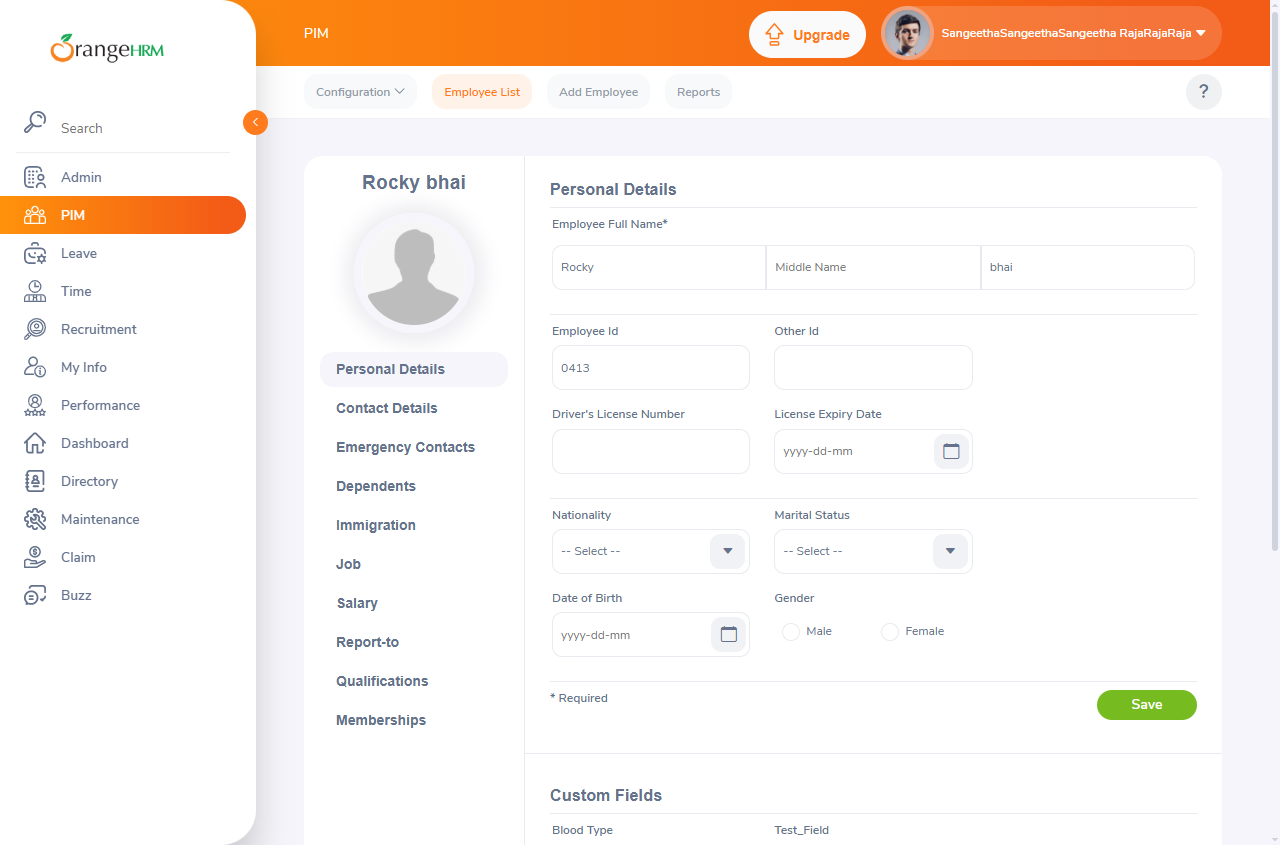 OrangeHRM
PIM
Upgrade
SangeethaSangeethaSangeetha RajaRajaRaja
Configuration
Employee List
Add Employee
Reports
?
Search
Admin
PIM
Leave
Time
Recruitment
My Info
Performance
Dashboard
Directory
Maintenance
Claim
Buzz
Rocky bhai
Personal Details
Contact Details
Emergency Contacts
Dependents
Immigration
Job
Salary
Report-to
Qualifications
Memberships
Personal Details
Employee Full Name*
Rocky
Middle Name
bhai
Employee Id
Other Id
0413
Driver's License Number
License Expiry Date
yyyy-dd-mm
Nationality
Marital Status
-- Select --
-- Select --
Date of Birth
Gender
yyyy-dd-mm
Male
Female
* Required
Save
Custom Fields
Blood Type
Test_Field